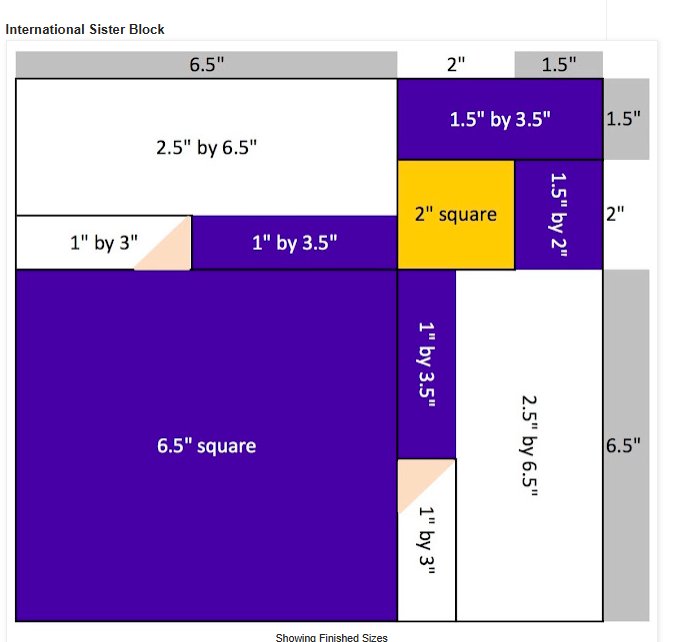 International Sister Block
6.5" 2" 1.5"
1.5" by 3.5" 1.5"
2.5" by 6.5"
2" square 1.5" by 2" 2"
1" by 3" 1" by 3.5"
1" by 3.5"
6.5" square 2.5" by 6.5" 6.5"
1" by 3"
Showing Finished Sizes